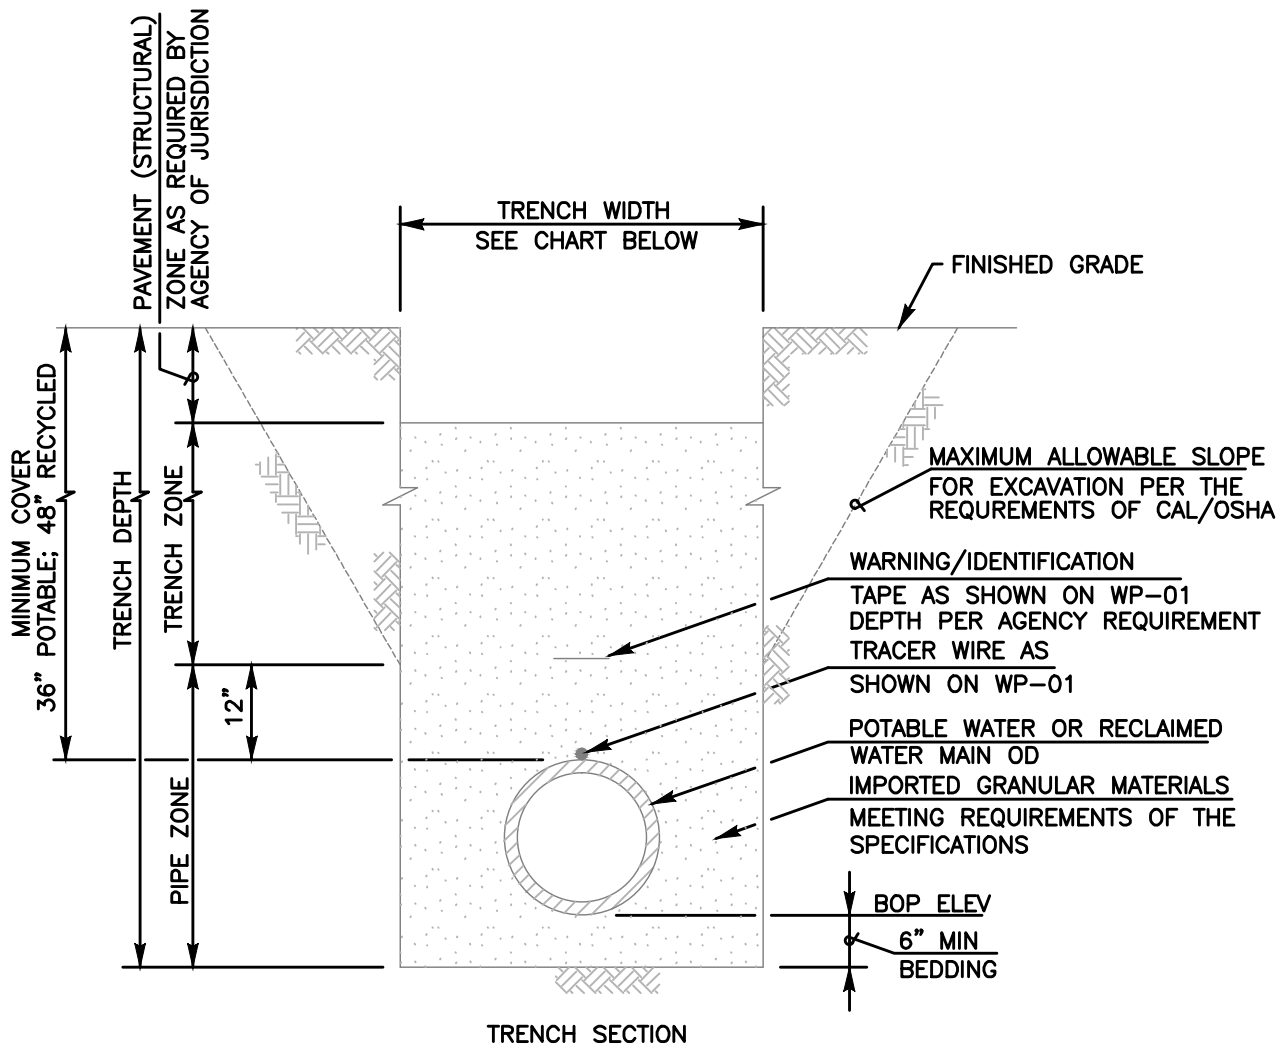 PAVEMENT (STRUCTURAL)
ZONE AS REQUIRED BY
AGENCY OF JURISDICTION
TRENCH WIDTH
SEE CHART BELOW
FINISHED GRADE
MINIMUM COVER
36" POTABLE; 48" RECYCLED
TRENCH DEPTH
TRENCH ZONE
MAXIMUM ALLOWABLE SLOPE
FOR EXCAVATION PER THE
REQUREMENTS OF CAL/OSHA
WARNING/IDENTIFICATION
TAPE AS SHOWN ON WP-01
DEPTH PER AGENCY REQUIREMENT
TRACER WIRE AS
SHOWN ON WP-01
12"
POTABLE WATER OR RECLAIMED
WATER MAIN OD
IMPORTED GRANULAR MATERIALS
MEETING REQUIREMENTS OF THE
SPECIFICATIONS
PIPE ZONE
BOP ELEV
6" MIN
BEDDING
TRENCH SECTION